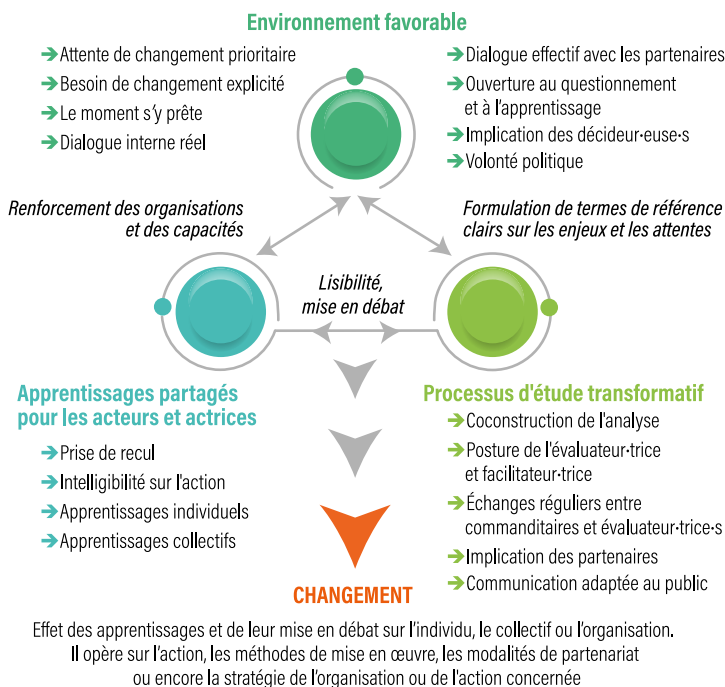 Environnement favorable
➔ Attente de changement prioritaire
➔ Besoin de changement explicité
➔ Le moment s'y prête
➔ Dialogue interne réel
➔ Dialogue effectif avec les partenaires
➔ Ouverture au questionnement
et à l'apprentissage
➔ Implication des décideur·euse·s
➔ Volonté politique
Renforcement des organisations
et des capacités
Formulation de termes de référence
clairs sur les enjeux et les attentes
Lisibilité,
mise en débat
Apprentissages partagés
pour les acteurs et actrices
➔ Prise de recul
➔ Intelligibilité sur l'action
➔ Apprentissages individuels
➔ Apprentissages collectifs
Processus d'étude transformatif
➔ Coconstruction de l'analyse
➔ Posture de l'évaluateur·trice
et facilitateur·trice
➔ Échanges réguliers entre
commanditaires et évaluateur·trice·s
➔ Implication des partenaires
➔ Communication adaptée au public
CHANGEMENT
Effet des apprentissages et de leur mise en débat sur l'individu, le collectif ou l'organisation.
Il opère sur l'action, les méthodes de mise en œuvre, les modalités de partenariat
ou encore la stratégie de l'organisation ou de l'action concernée